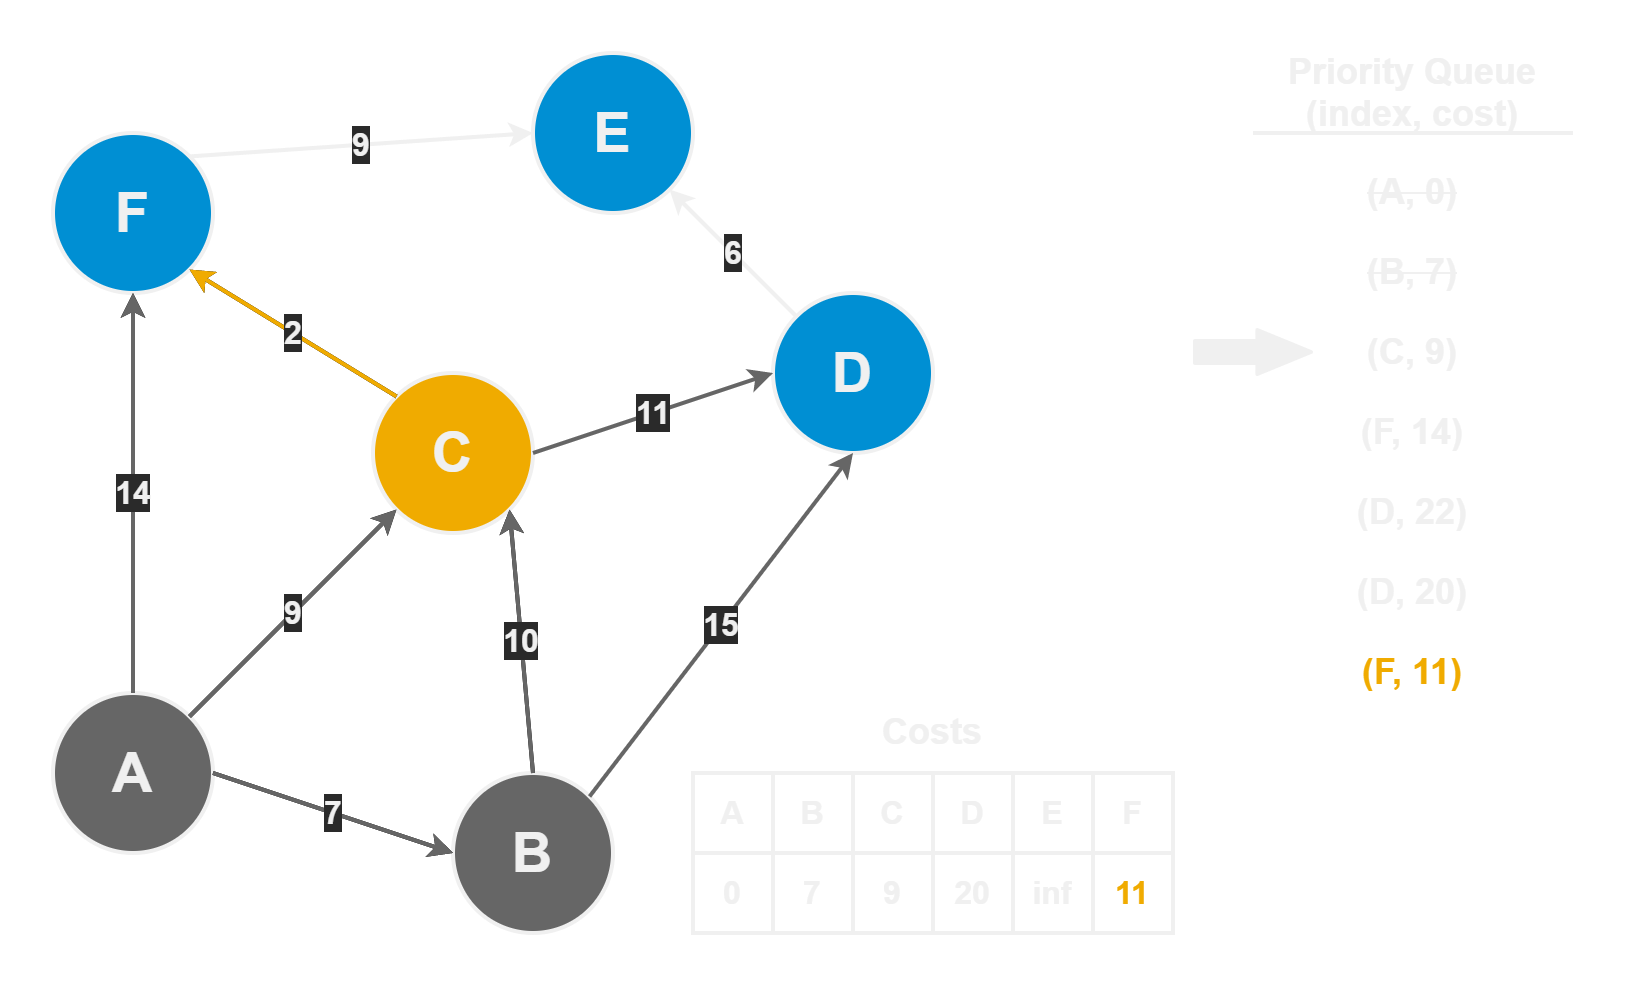 Priority Queue
(index, cost)
E
9
(A, 0)
F
6
(B, 7)
2
(C, 9)
D
11
(F, 14)
C
14
(D, 22)
(D, 20)
9
15
10
(F, 11)
Costs
A
7
A B C D E F
B
0 7 9 20 inf 11